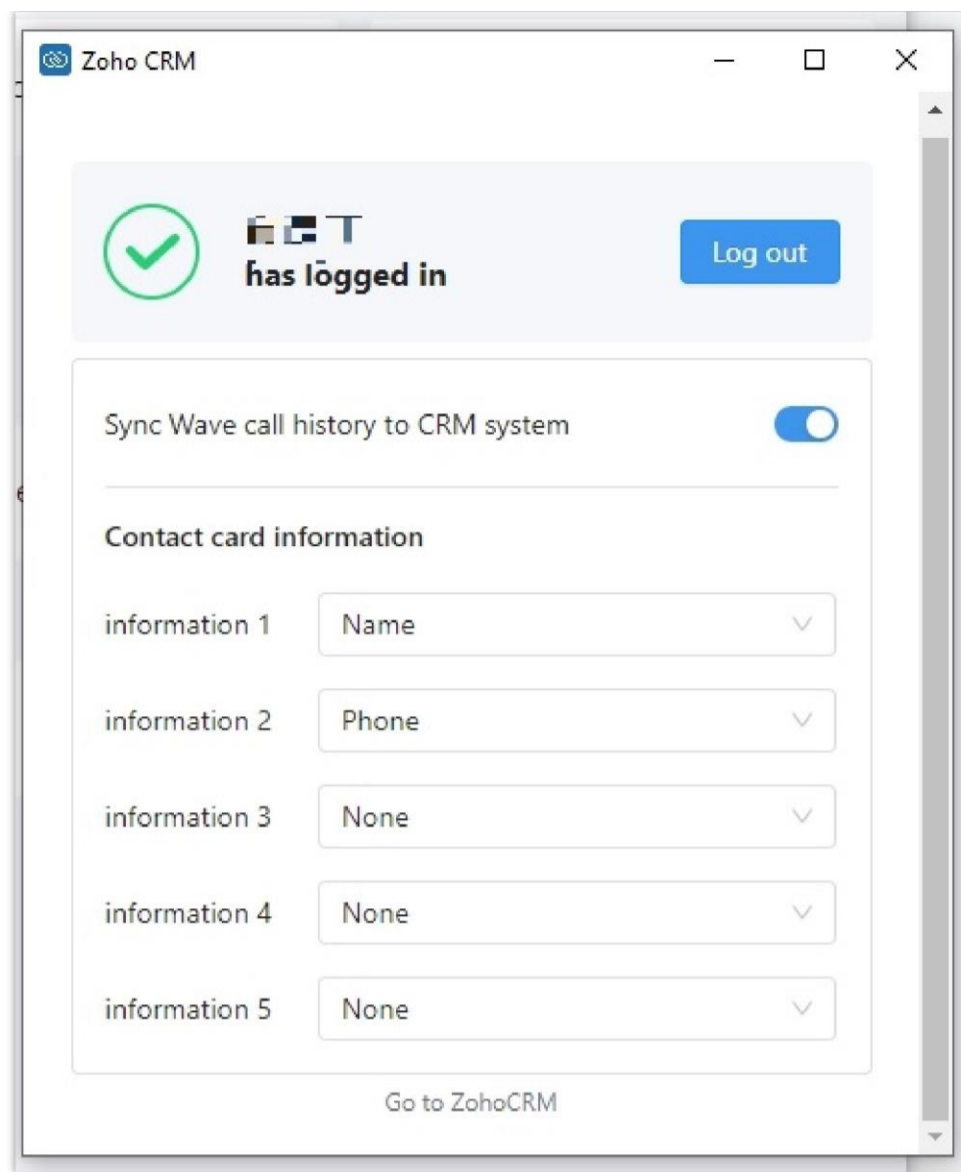 Zoho CRM
has logged in
Log out
Sync Wave call history to CRM system
Contact card information
information 1
Name
information 2
Phone
information 3
None
information 4
None
information 5
None
Go to ZohoCRM